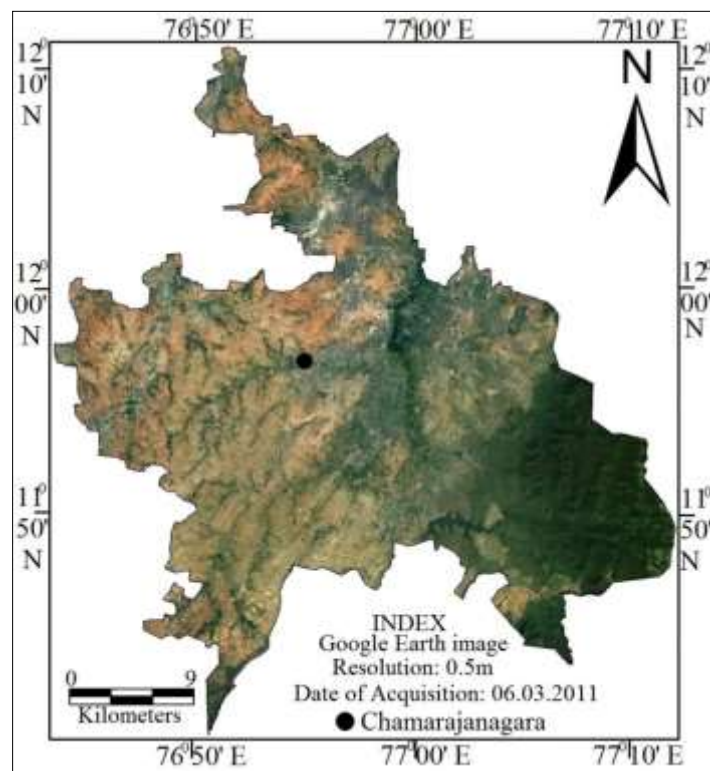 76°50' E 77°00' E 77°10' E
12°
10'
N
12°
10'
N
N
12°
00'
N
12°
00'
N
11°
50'
N
11°
50'
N
INDEX
Google Earth image
Resolution: 0.5m
Date of Acquisition: 06.03.2011
Chamarajanagara
0 9
Kilometers
76°50' E 77°00' E 77°10' E